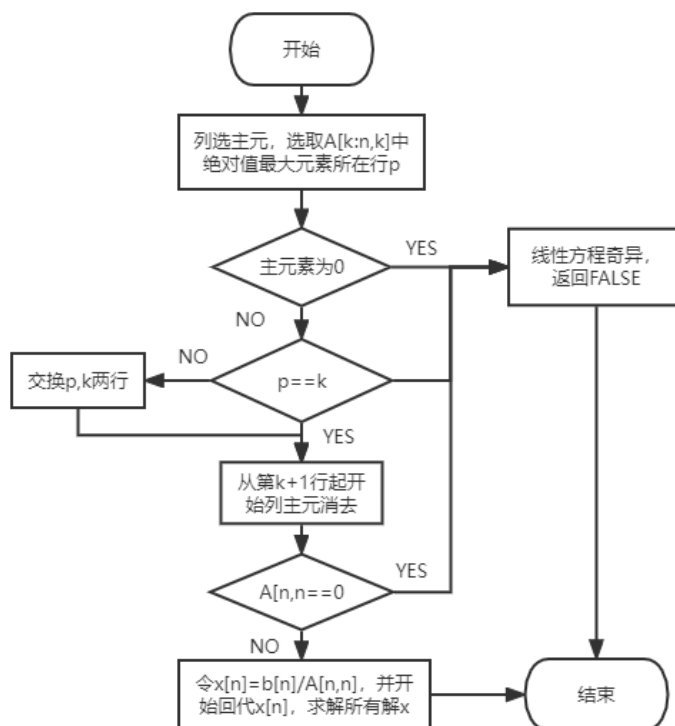 开始
列选主元，选取A[k:n,k]中
绝对值最大元素所在行p
主元素为0
YES
线性方程奇异，
返回FALSE
NO
NO
交换p,k两行
p==k
YES
从第k+1行起开
始列主元消去
A[n,n==0
YES
NO
令x[n]=b[n]/A[n,n]，并开
始回代x[n]，求解所有解x
结束